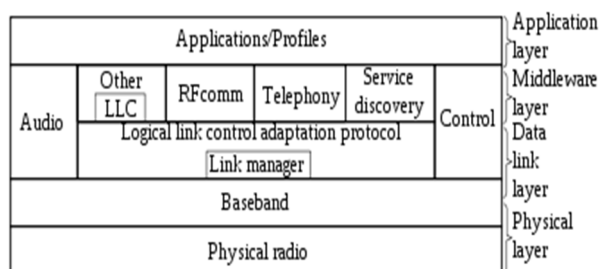 Applications/Profiles
Application
layer
Audio
Other
LLC
RFcomm
Telephony
Service
discovery
Control
Middleware
layer
Logical link control adaptation protocol
Link manager
Data
link
layer
Baseband
Physical radio
Physical
layer